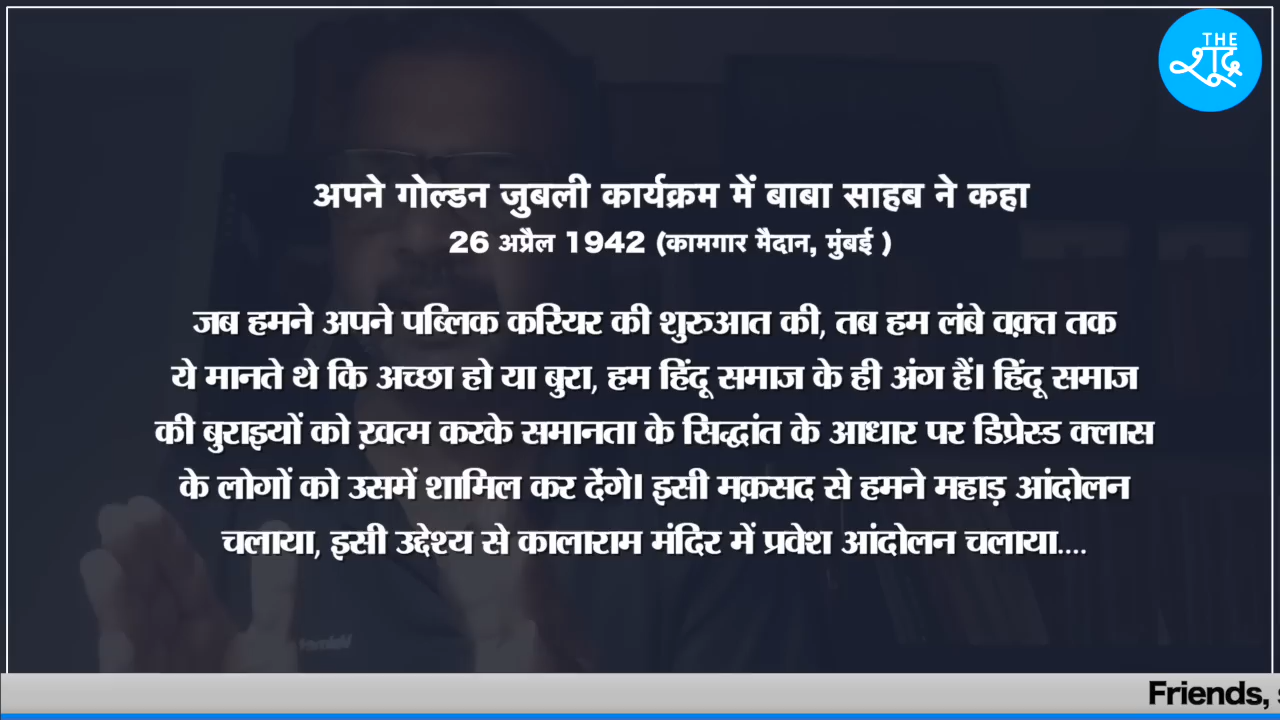 THE
शूद्र
अपने गोल्डन जुबली कार्यक्रम में बाबा साहब ने कहा
26 अप्रैल 1942 (कामगार मैदान, मुंबई )
जब हमने अपने पब्लिक करियर की शुरुआत की, तब हम लंबे वक़्त तक
ये मानते थे कि अच्छा हो या बुरा, हम हिंदू समाज के ही अंग हैं। हिंदू समाज
की बुराइयों को ख़त्म करके समानता के सिद्धांत के आधार पर डिप्रेस्ड क्लास
के लोगों को उसमें शामिल कर देंगे। इसी मक़सद से हमने महाड़ आंदोलन
चलाया, इसी उद्देश्य से कालाराम मंदिर में प्रवेश आंदोलन चलाया....
Friends,